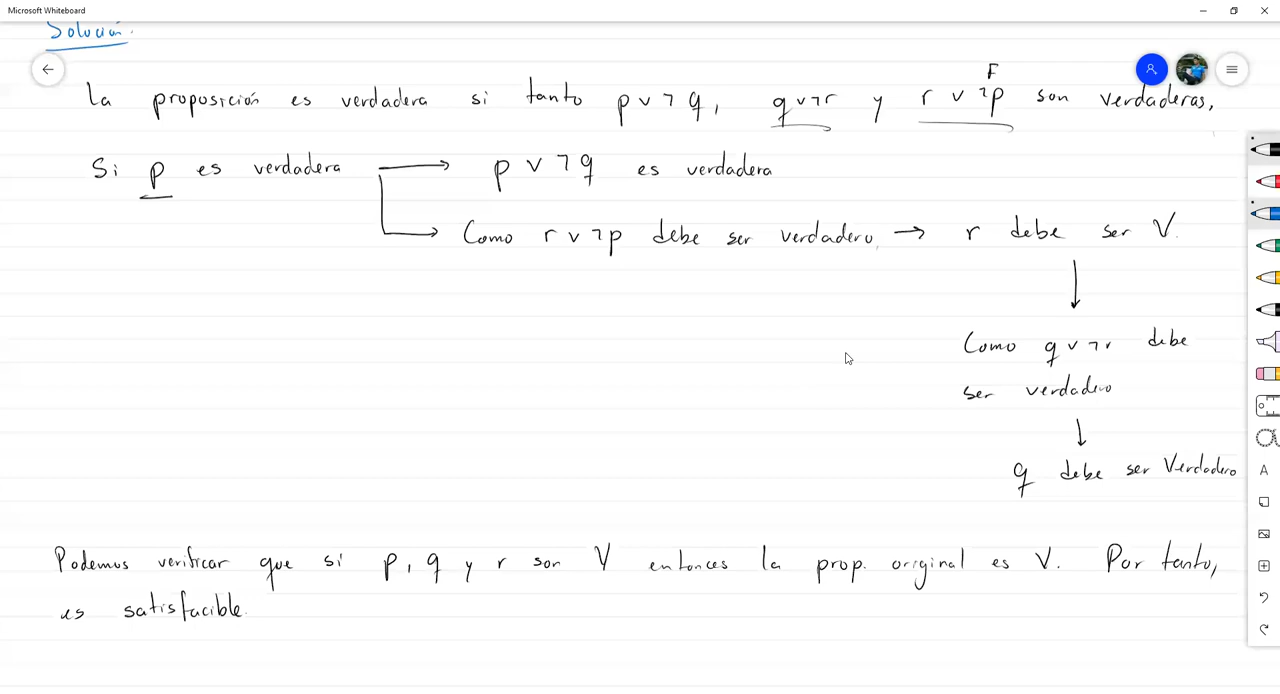 Microsoft Whiteboard
Solución.
F
La proposición es verdadera si tanto p ∨ ¬q, q ∨ ¬r y r ∨ ¬p son verdaderas,
Si p es verdadera → p ∨ ¬q es verdadera
→ Como r ∨ ¬p debe ser verdadero, → r debe ser V.
↓
Como q ∨ ¬r debe
ser verdadero
↓
q debe ser Verdadero
Podemos verificar que si p, q y r son V entonces la prop. original es V. Por tanto,
es satisfacible.
A